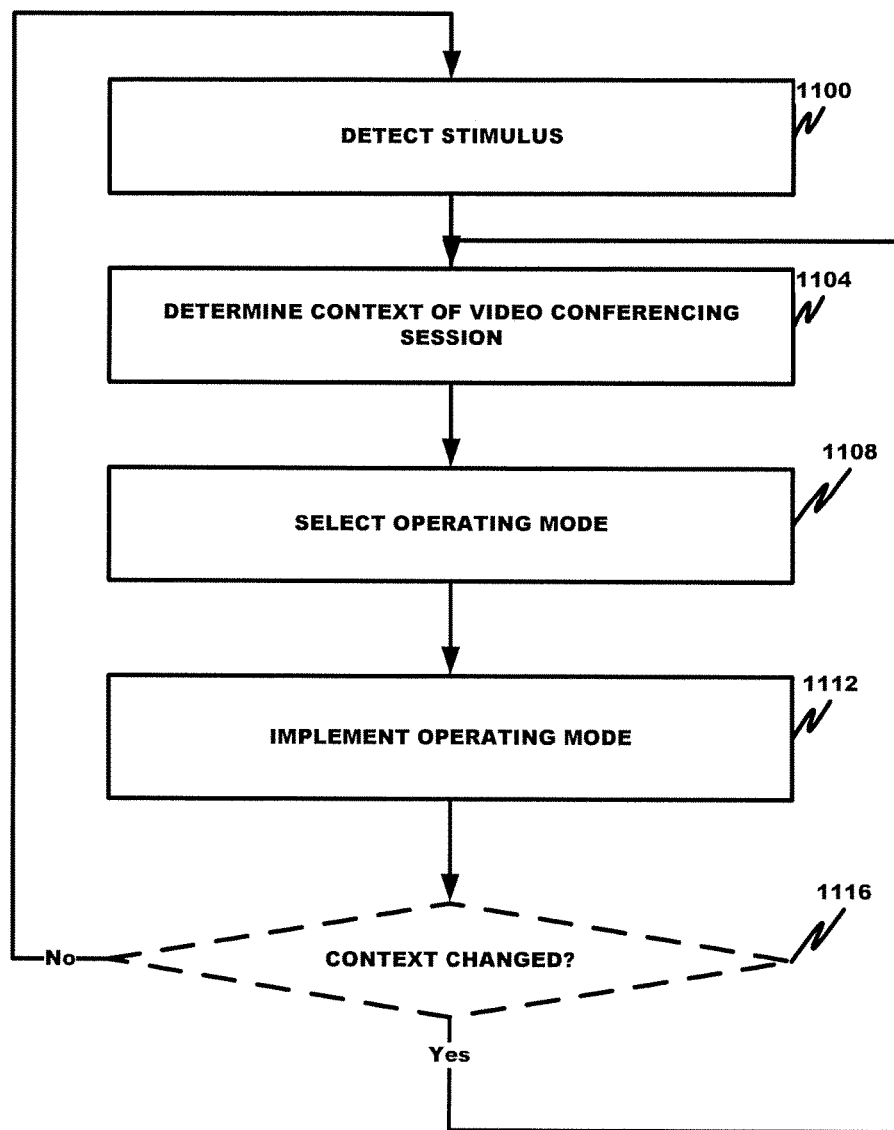 1100
DETECT STIMULUS
1104
DETERMINE CONTEXT OF VIDEO CONFERENCING
SESSION
1108
SELECT OPERATING MODE
1112
IMPLEMENT OPERATING MODE
1116
CONTEXT CHANGED?
No
Yes